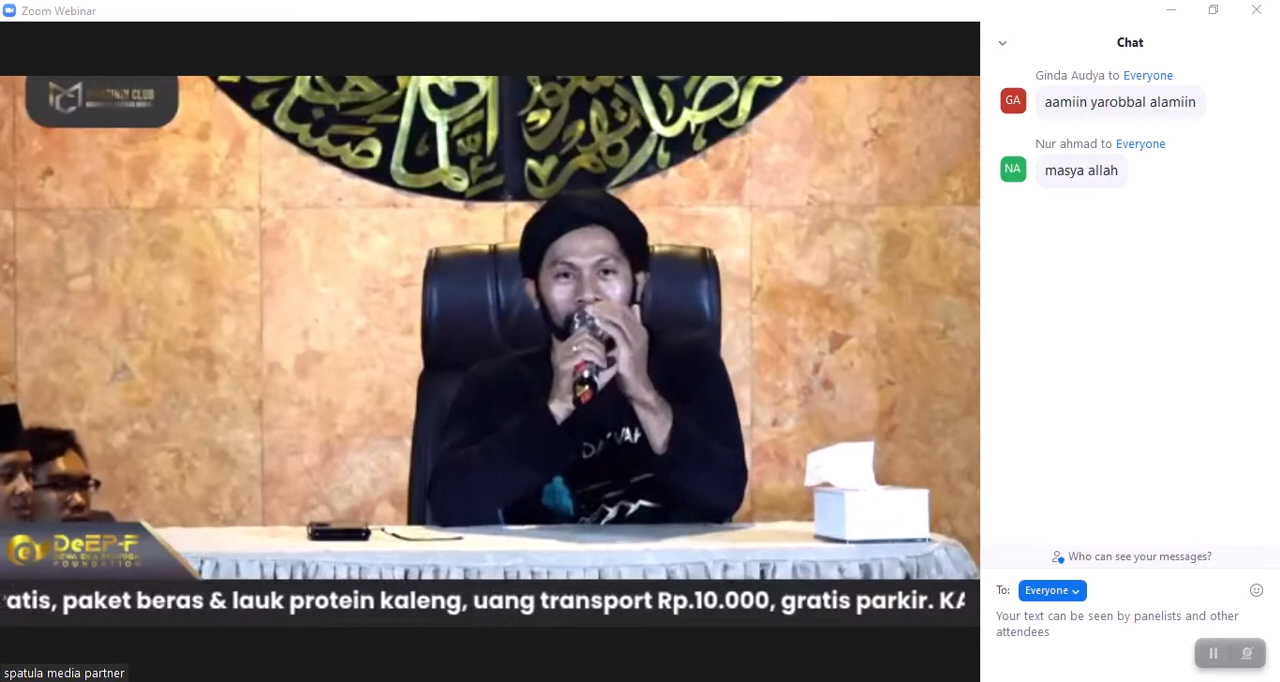 Zoom Webinar
Chat
Ginda Audya to Everyone
GA
aamiin yarobbal alamiin
Nur ahmad to Everyone
NA
masya allah
DeEP-F
FOUNDATION
atis, paket beras & lauk protein kaleng, uang transport Rp.10.000, gratis parkir. KA
spatula media partner
Who can see your messages?
To: Everyone
Your text can be seen by panelists and other
attendees